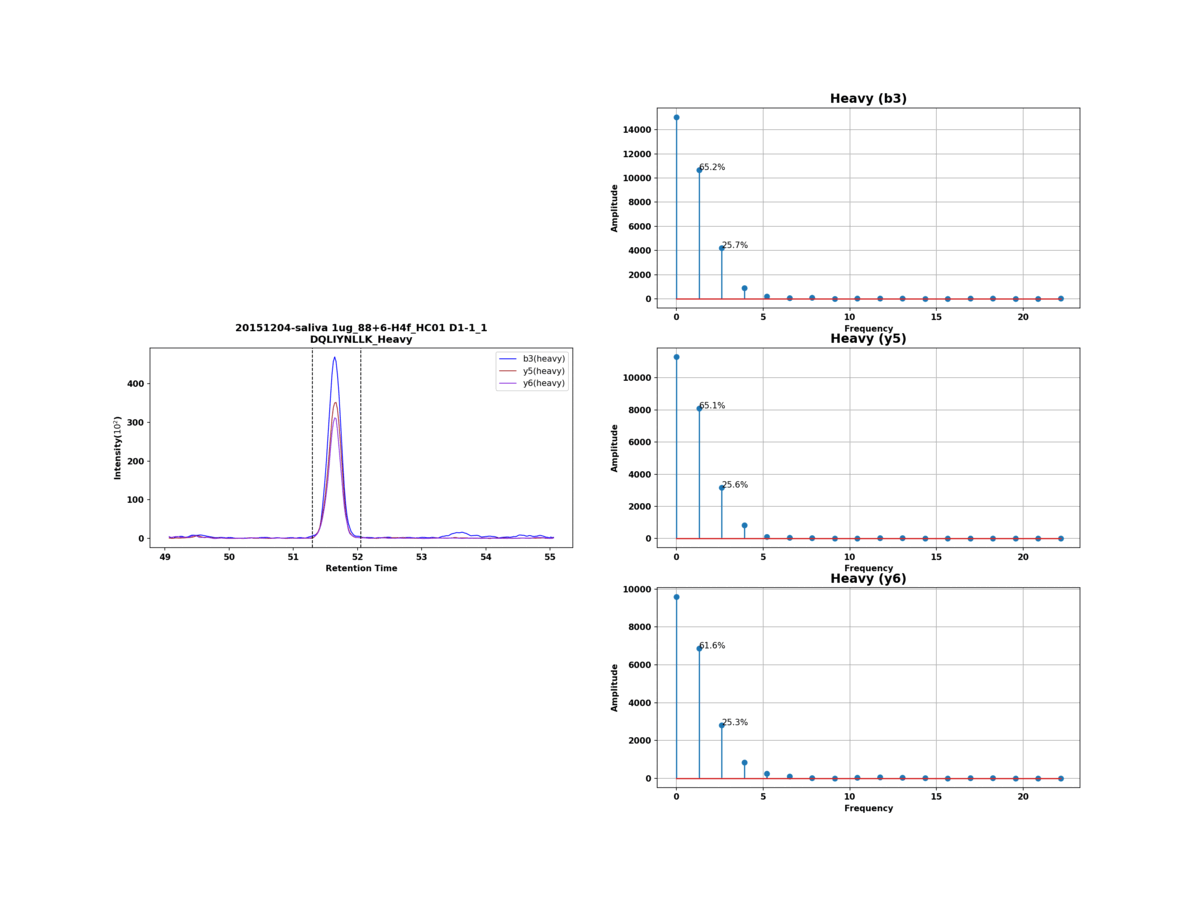 20151204-saliva 1ug_88+6-H4f_HC01 D1-1_1
DQLIYNLLK_Heavy
b3(heavy)
y5(heavy)
y6(heavy)
Intensity(10²)
400
300
200
100
0
49 50 51 52 53 54 55
Retention Time
Heavy (b3)
Amplitude
14000
12000
10000
8000
6000
4000
2000
0
65.2%
25.7%
0 5 10 15 20
Frequency
Heavy (y5)
Amplitude
10000
8000
6000
4000
2000
0
65.1%
25.6%
0 5 10 15 20
Frequency
Heavy (y6)
Amplitude
10000
8000
6000
4000
2000
0
61.6%
25.3%
0 5 10 15 20
Frequency